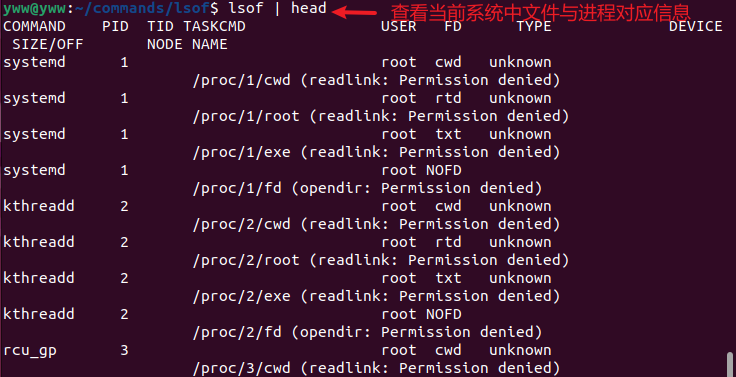 yww@yww:~/commands/lsof$ lsof | head 查看当前系统中文件与进程对应信息
COMMAND PID TID TASKCMD USER FD TYPE DEVICE
SIZE/OFF NODE NAME
systemd 1 root cwd unknown
/proc/1/cwd (readlink: Permission denied)
systemd 1 root rtd unknown
/proc/1/root (readlink: Permission denied)
systemd 1 root txt unknown
/proc/1/exe (readlink: Permission denied)
systemd 1 root NOFD
/proc/1/fd (opendir: Permission denied)
kthreadd 2 root cwd unknown
/proc/2/cwd (readlink: Permission denied)
kthreadd 2 root rtd unknown
/proc/2/root (readlink: Permission denied)
kthreadd 2 root txt unknown
/proc/2/exe (readlink: Permission denied)
kthreadd 2 root NOFD
/proc/2/fd (opendir: Permission denied)
rcu_gp 3 root cwd unknown
/proc/3/cwd (readlink: Permission denied)